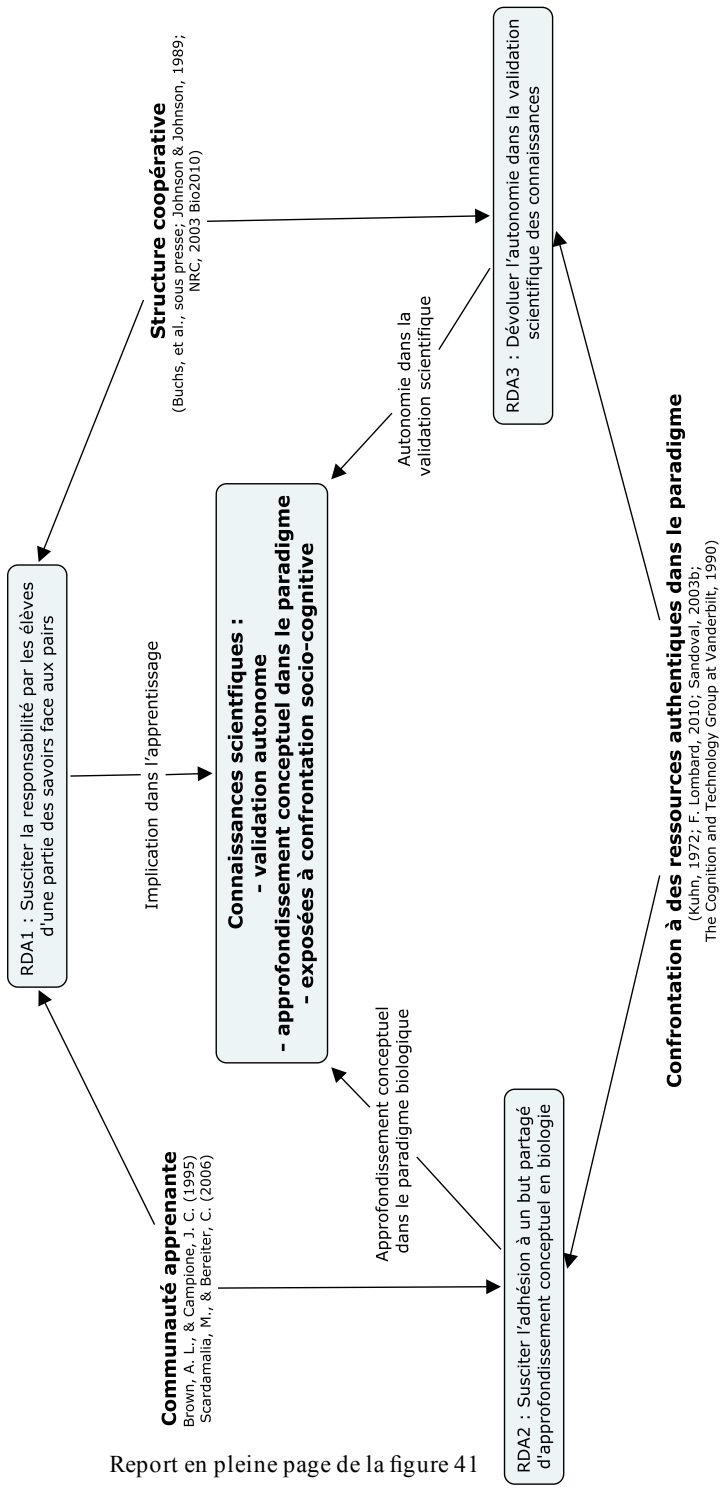 RDA1 : Susciter la responsabilité par les élèves
d'une partie des savoirs face aux pairs
Communauté apprenante
Brown, A. L., & Campione, J. C. (1995)
Scardamalia, M., & Bereiter, C. (2006)
Structure coopérative
(Buchs, et al., sous presse; Johnson & Johnson, 1989;
NRC, 2003 Bio2010)
Implication dans l'apprentissage
Connaissances scientfiques :
- validation autonome
- approfondissement conceptuel dans le paradigme
- exposées à confrontation socio-cognitive
Approfondissement conceptuel
dans le paradigme biologique
Autonomie dans la
validation scientifique
RDA2 : Susciter l'adhésion à un but partagé
d'approfondissement conceptuel en biologie
RDA3 : Dévoluer l'autonomie dans la validation
scientifique des connaissances
Confrontation à des ressources authentiques dans le paradigme
(Kuhn, 1972; F. Lombard, 2010; Sandoval, 2003b;
The Cognition and Technology Group at Vanderbilt, 1990)
Report en pleine page de la figure 41